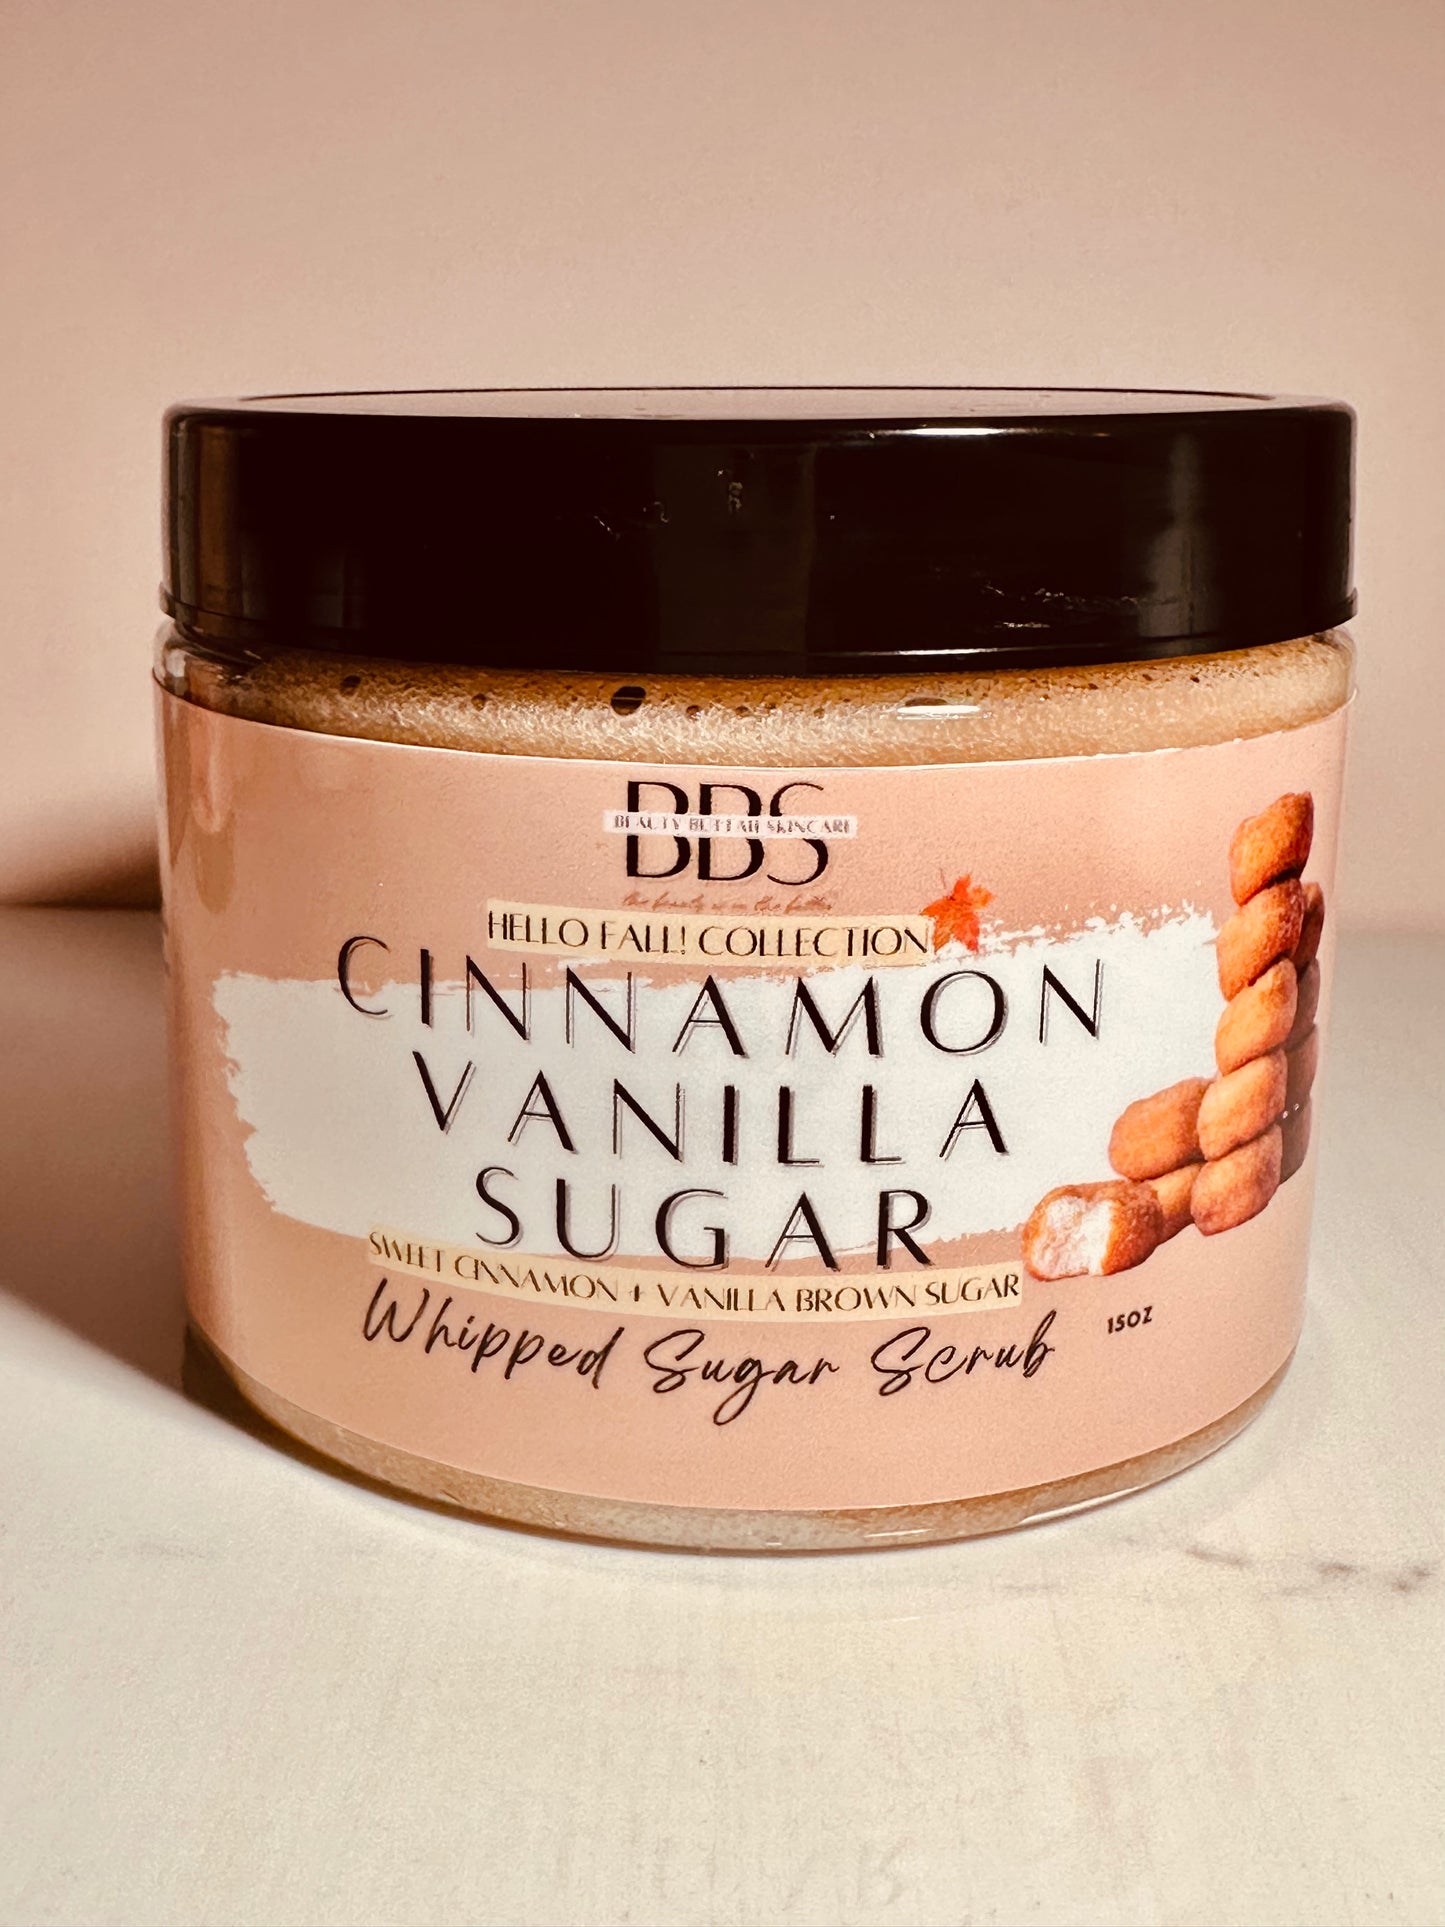 BBS
BEAUTY BUTTAH SKINCARE
HELLO FALL! COLLECTION
CINNAMON
VANILLA
SUGAR
SWEET CINNAMON + VANILLA BROWN SUGAR
Whipped Sugar Scrub
15OZ